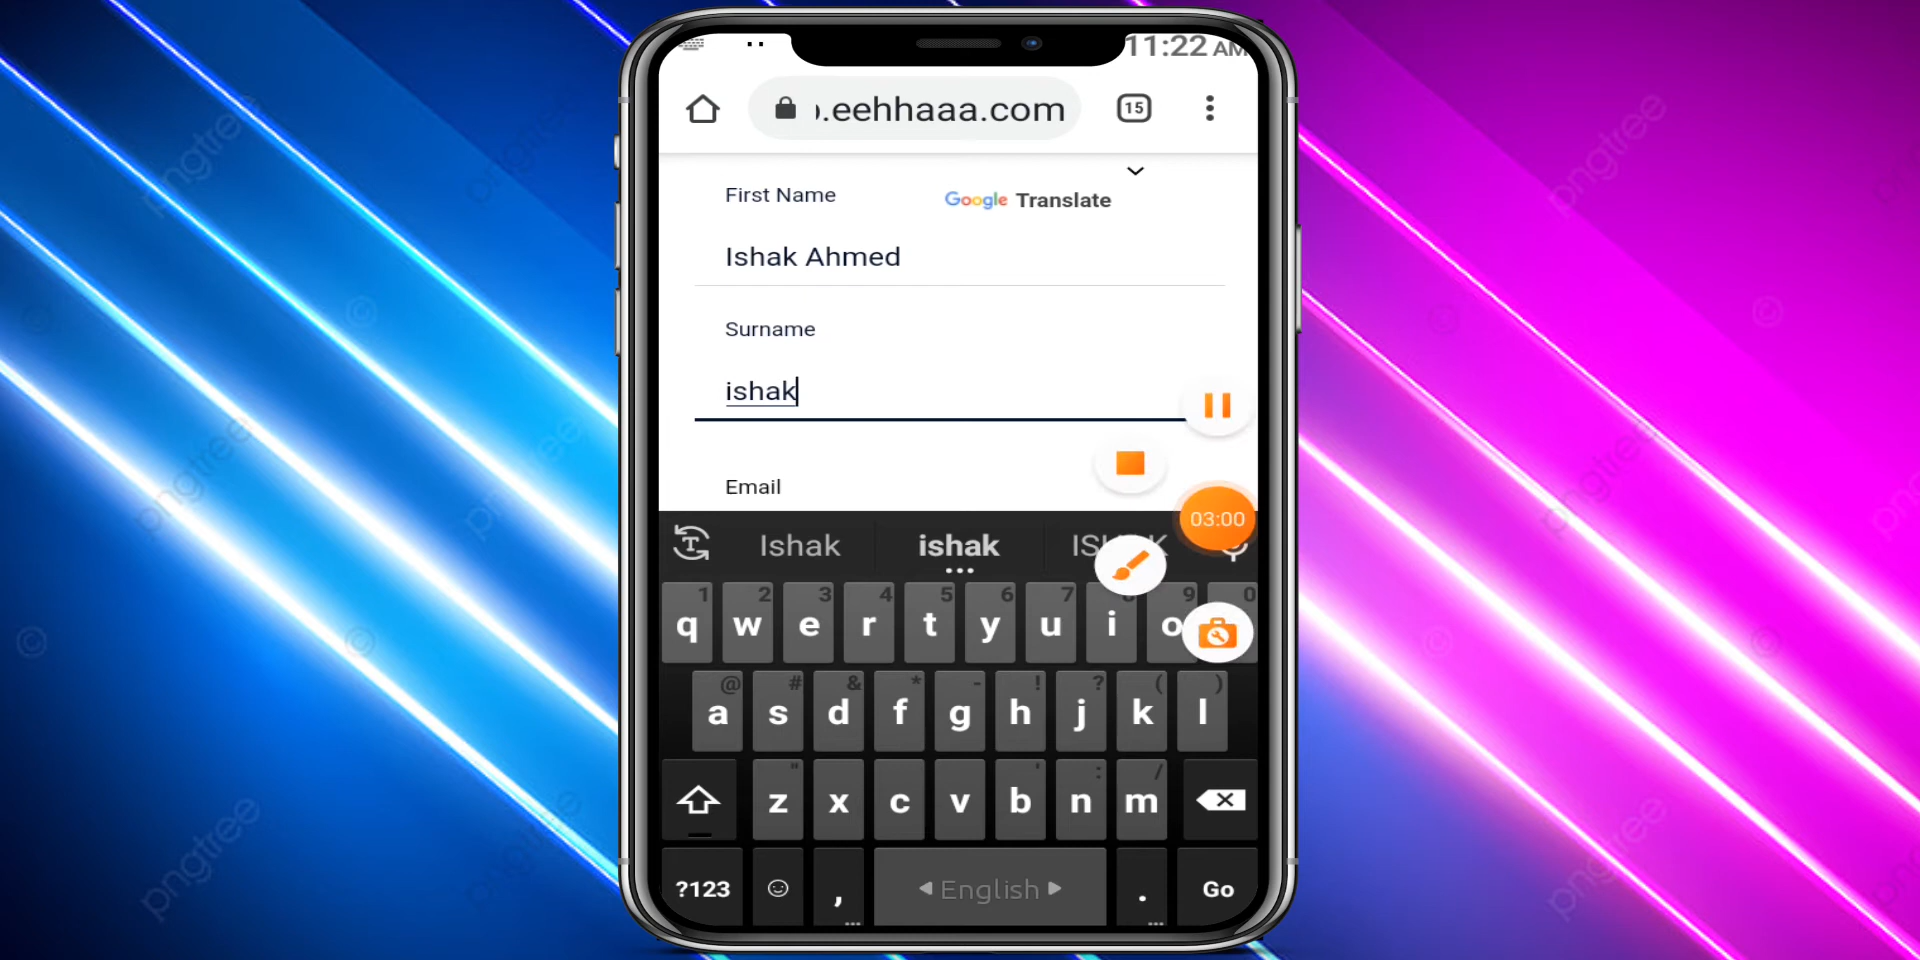 11:22 AM
.eehhaaa.com
15
First Name
Google Translate
Ishak Ahmed
Surname
ishak
Email
03:00
Ishak ishak
1 2 3 4 5 6 7 8 9 0
q w e r t y u i o
@ # & * - ! ? ( )
a s d f g h j k l
" ' : /
z x c v b n m
?123 , English . Go
pngtree